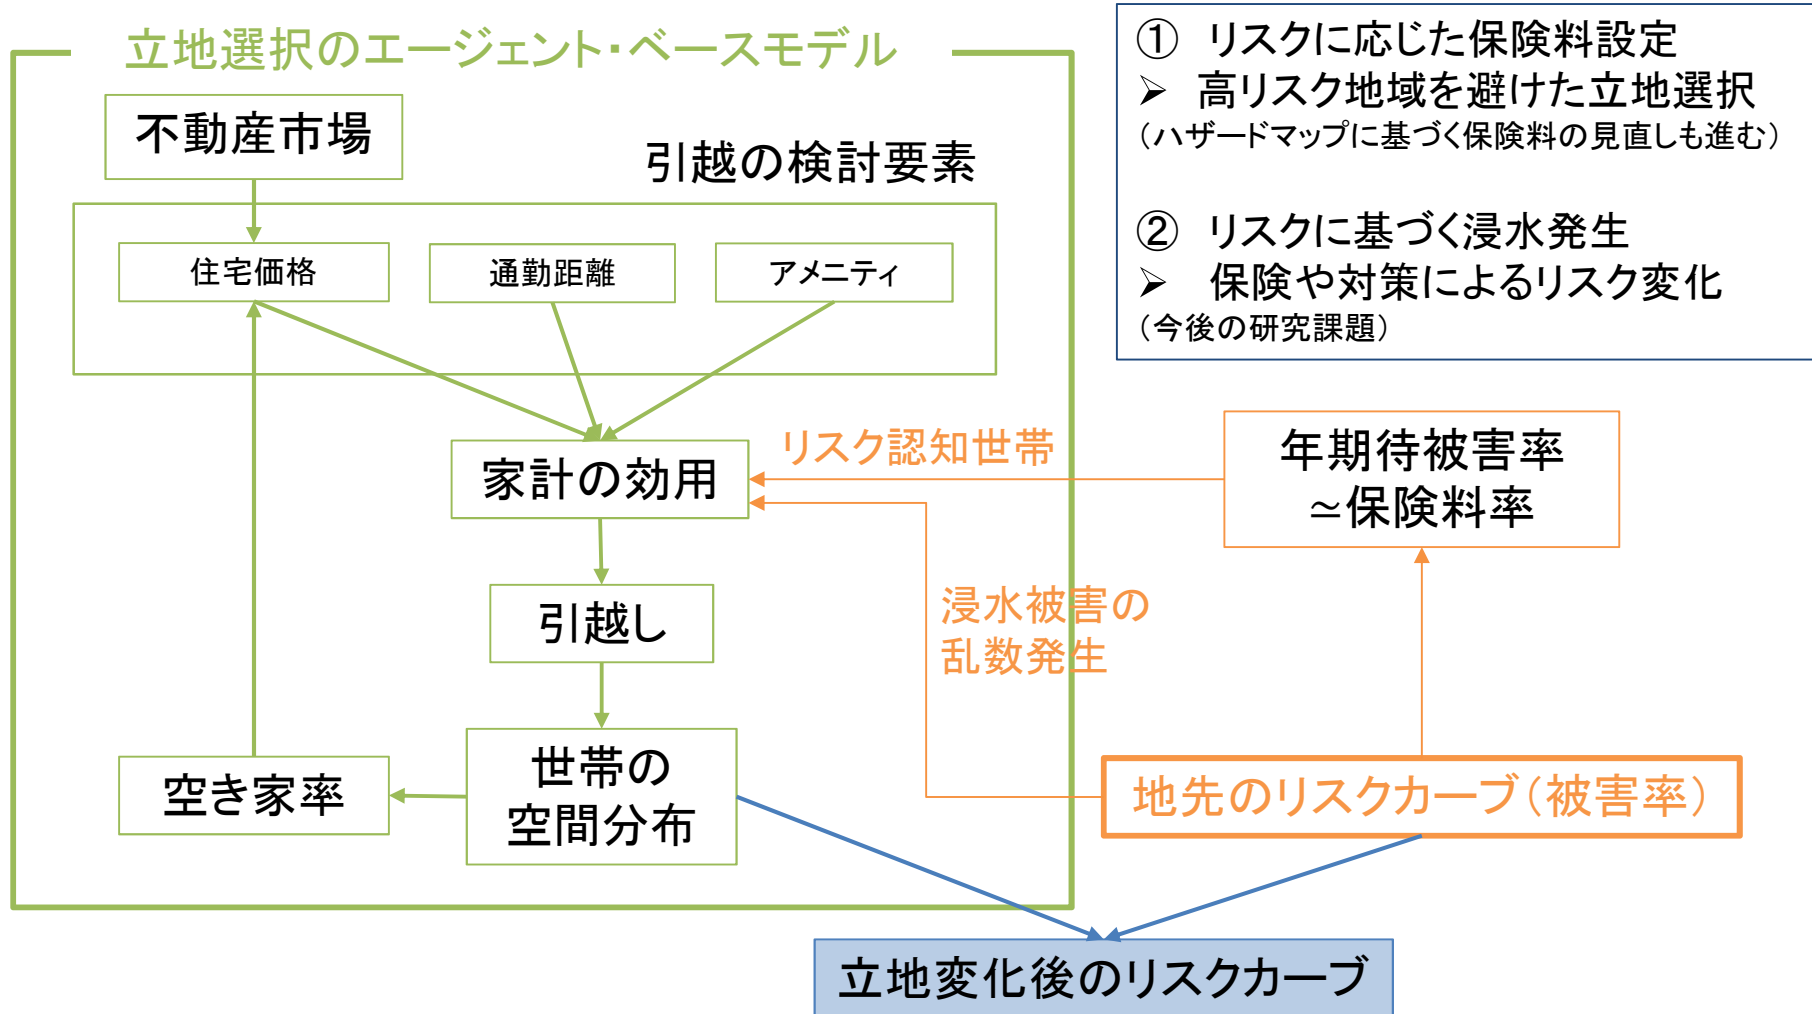 立地選択のエージェント・ベースモデル
不動産市場
引越の検討要素
住宅価格
通勤距離
アメニティ
家計の効用
引越し
世帯の
空間分布
空き家率
① リスクに応じた保険料設定
➢ 高リスク地域を避けた立地選択
（ハザードマップに基づく保険料の見直しも進む）
② リスクに基づく浸水発生
➢ 保険や対策によるリスク変化
（今後の研究課題）
リスク認知世帯
年期待被害率
≃保険料率
浸水被害の
乱数発生
地先のリスクカーブ（被害率）
立地変化後のリスクカーブ